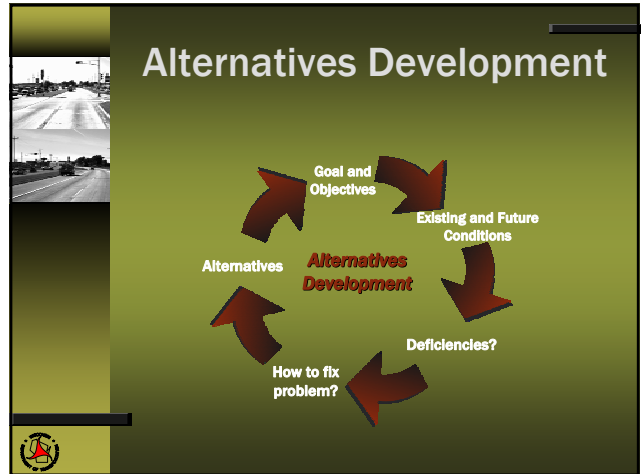 Alternatives Development
Goal and
Objectives
Existing and Future
Conditions
Deficiencies?
How to fix
problem?
Alternatives
Alternatives
Development